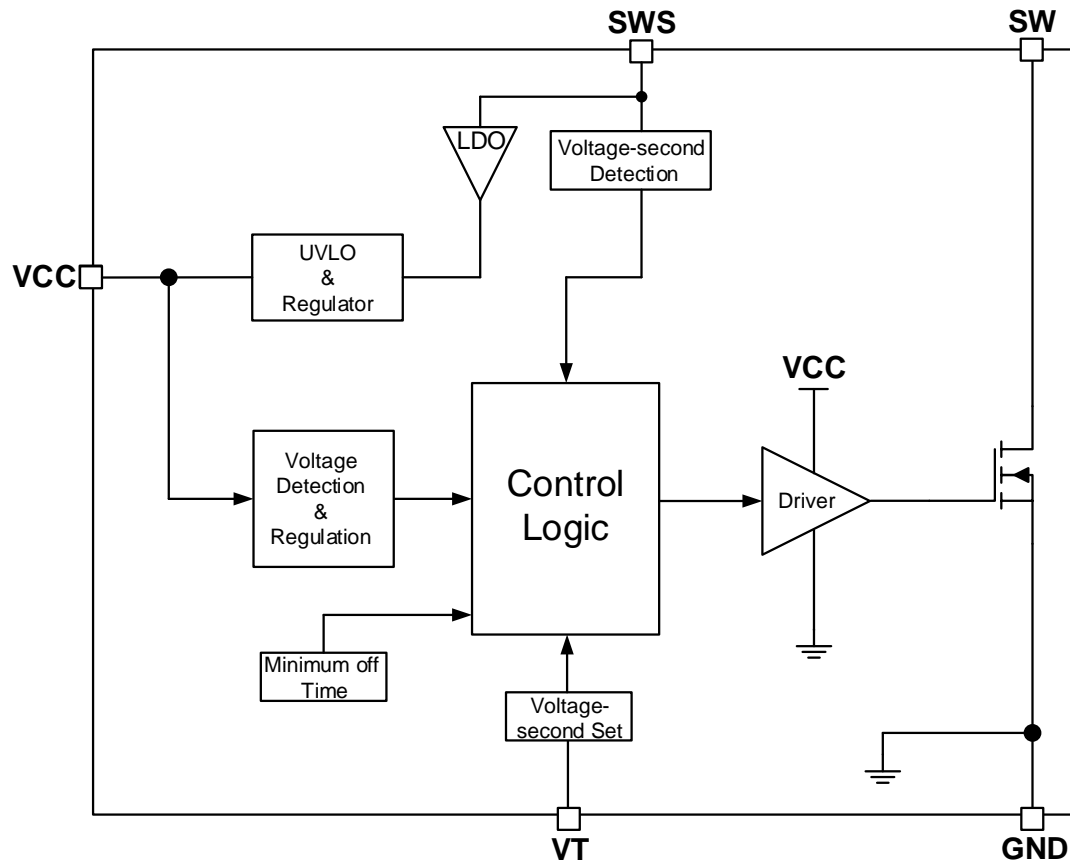 SWS
SW
LDO
Voltage-second
Detection
UVLO
&
Regulator
VCC
VCC
Voltage
Detection
&
Regulation
Control
Logic
Driver
Minimum off
Time
Voltage-
second Set
VT
GND